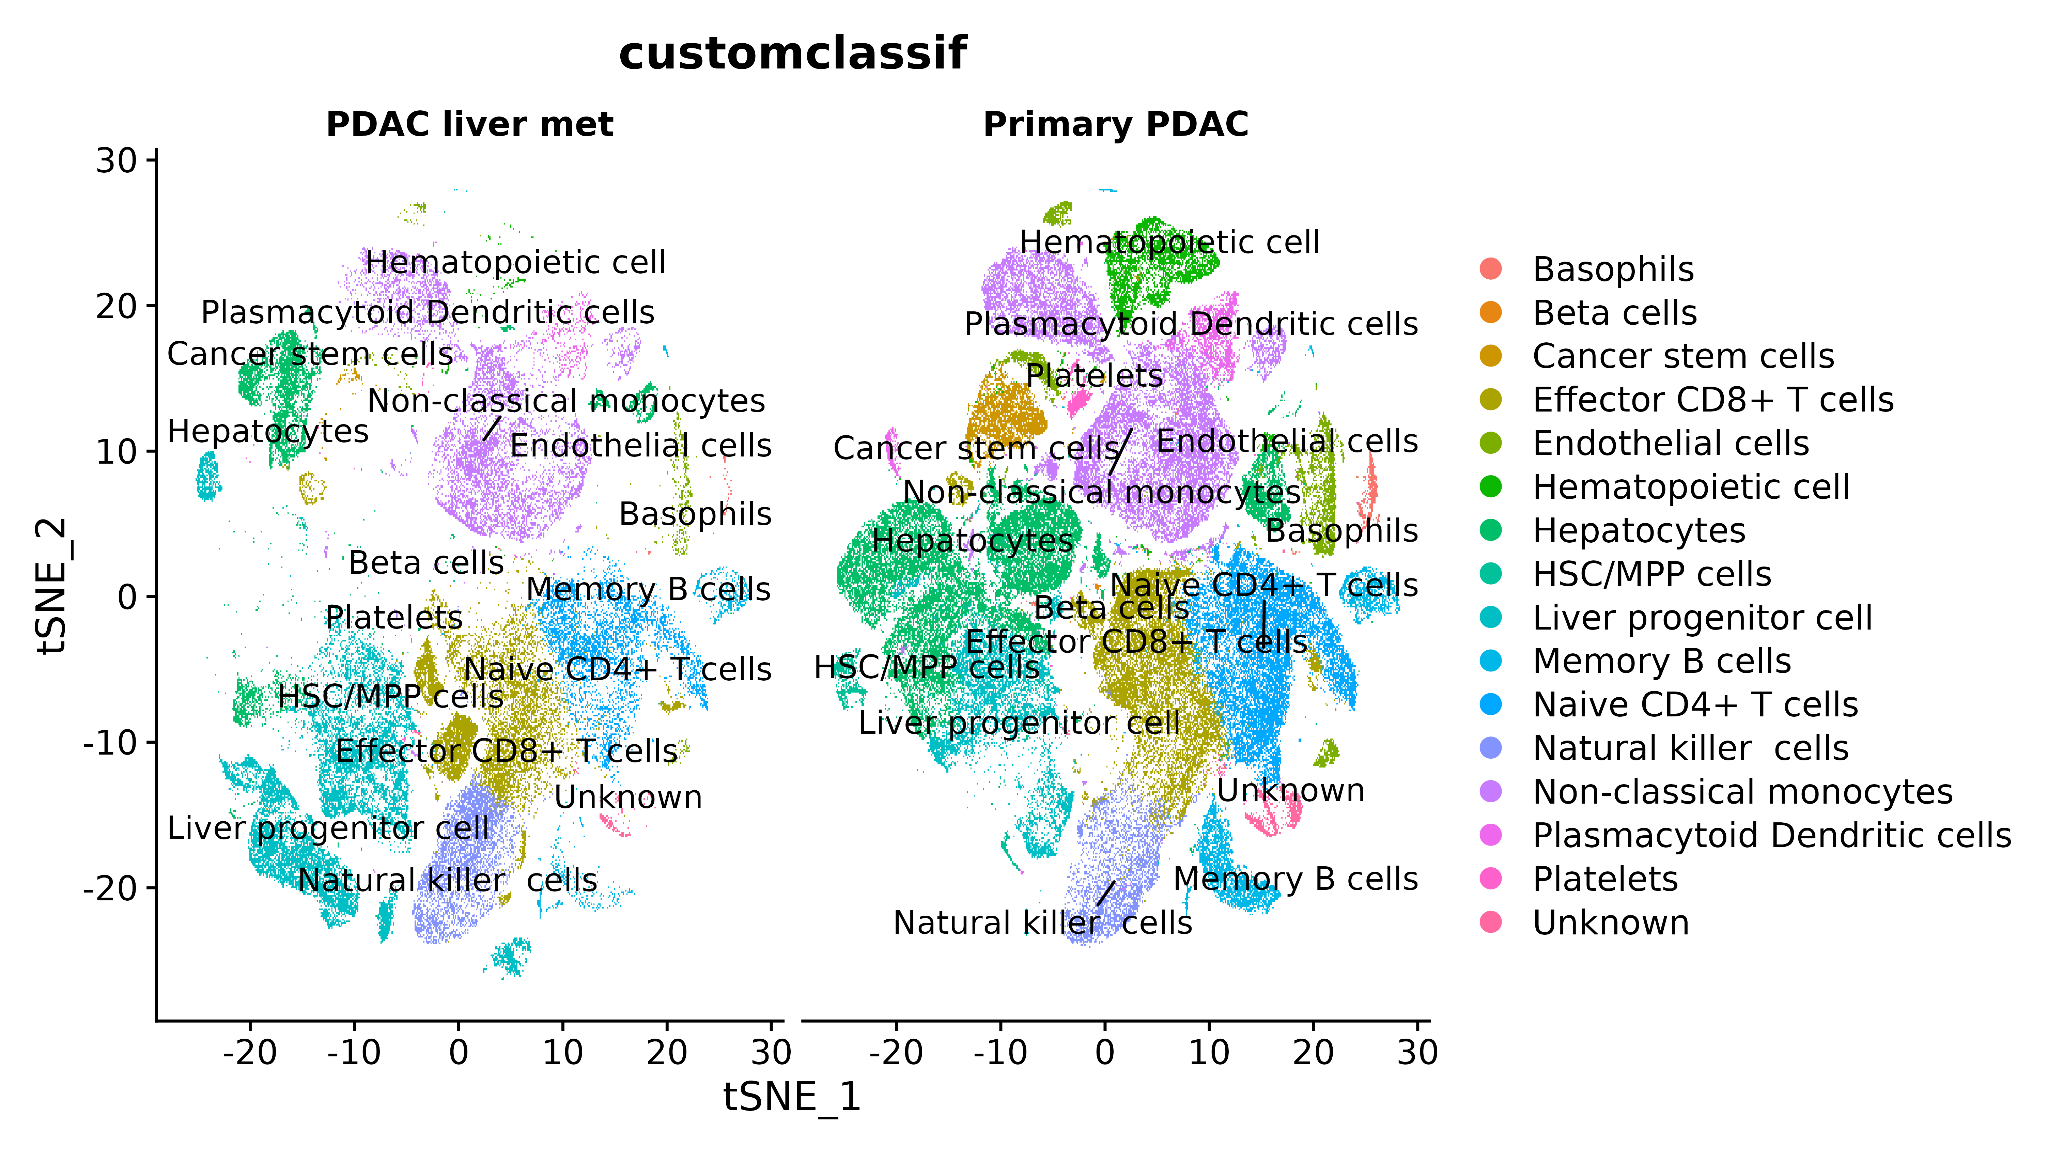 customclassif
PDAC liver met
Primary PDAC
tSNE_2
30
20
10
0
-10
-20
Hematopoietic cell
Plasmacytoid Dendritic cells
Cancer stem cells
Non-classical monocytes
Hepatocytes
Endothelial cells
Basophils
Beta cells
Memory B cells
Platelets
Naive CD4+ T cells
HSC/MPP cells
Effector CD8+ T cells
Unknown
Liver progenitor cell
Natural killer  cells
-20 -10 0 10 20 30
Hematopoietic cell
Plasmacytoid Dendritic cells
Platelets
Cancer stem cells
Endothelial cells
Non-classical monocytes
Basophils
Hepatocytes
Naive CD4+ T cells
Beta cells
Effector CD8+ T cells
HSC/MPP cells
Liver progenitor cell
Unknown
Memory B cells
Natural killer  cells
-20 -10 0 10 20 30
tSNE_1
Basophils
Beta cells
Cancer stem cells
Effector CD8+ T cells
Endothelial cells
Hematopoietic cell
Hepatocytes
HSC/MPP cells
Liver progenitor cell
Memory B cells
Naive CD4+ T cells
Natural killer  cells
Non-classical monocytes
Plasmacytoid Dendritic cells
Platelets
Unknown